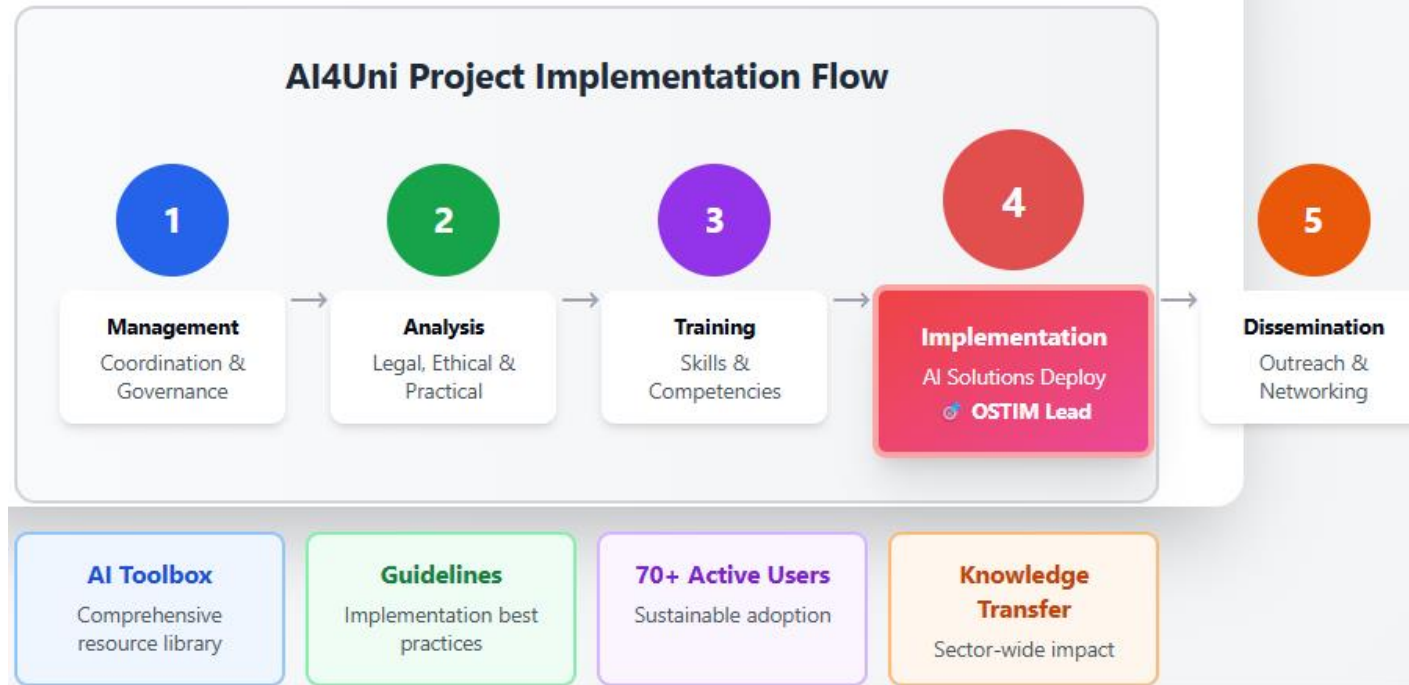 AI4Uni Project Implementation Flow
1
2
3
4
5
Management
Coordination &
Governance
Analysis
Legal, Ethical &
Practical
Training
Skills &
Competencies
Implementation
AI Solutions Deploy
OSTIM Lead
Dissemination
Outreach &
Networking
AI Toolbox
Comprehensive
resource library
Guidelines
Implementation best
practices
70+ Active Users
Sustainable adoption
Knowledge
Transfer
Sector-wide impact